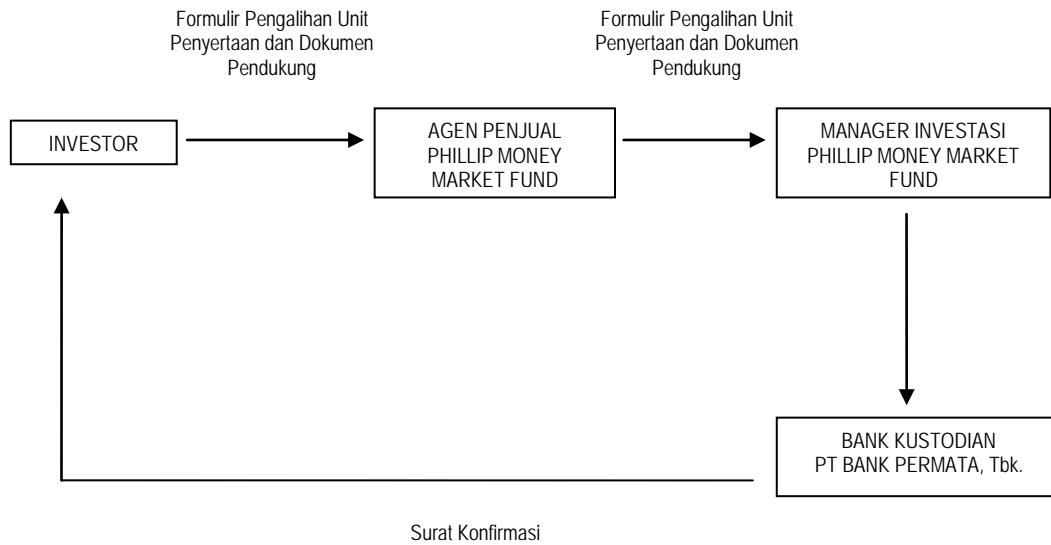 Formulir Pengalihan Unit
Penyertaan dan Dokumen
Pendukung
Formulir Pengalihan Unit
Penyertaan dan Dokumen
Pendukung
INVESTOR
AGEN PENJUAL
PHILLIP MONEY
MARKET FUND
MANAGER INVESTASI
PHILLIP MONEY MARKET
FUND
BANK KUSTODIAN
PT BANK PERMATA, Tbk.
Surat Konfirmasi